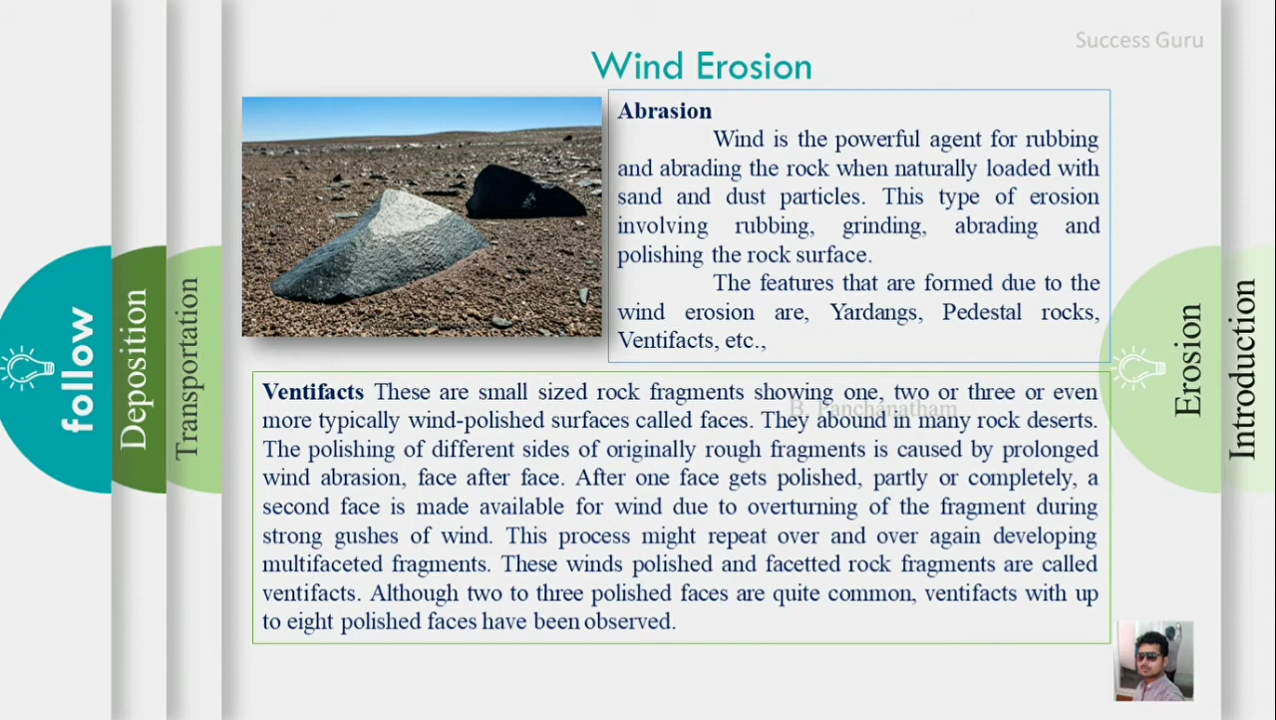 Success Guru
Wind Erosion
Abrasion
Wind is the powerful agent for rubbing
and abrading the rock when naturally loaded with
sand and dust particles. This type of erosion
involving rubbing, grinding, abrading and
polishing the rock surface.
The features that are formed due to the
wind erosion are, Yardangs, Pedestal rocks,
Ventifacts, etc.,
Ventifacts These are small sized rock fragments showing one, two or three or even
more typically wind-polished surfaces called faces. They abound in many rock deserts.
The polishing of different sides of originally rough fragments is caused by prolonged
wind abrasion, face after face. After one face gets polished, partly or completely, a
second face is made available for wind due to overturning of the fragment during
strong gushes of wind. This process might repeat over and over again developing
multifaceted fragments. These winds polished and facetted rock fragments are called
ventifacts. Although two to three polished faces are quite common, ventifacts with up
to eight polished faces have been observed.
B. Panchanatham
follow
Deposition
Transportation
Erosion
Introduction